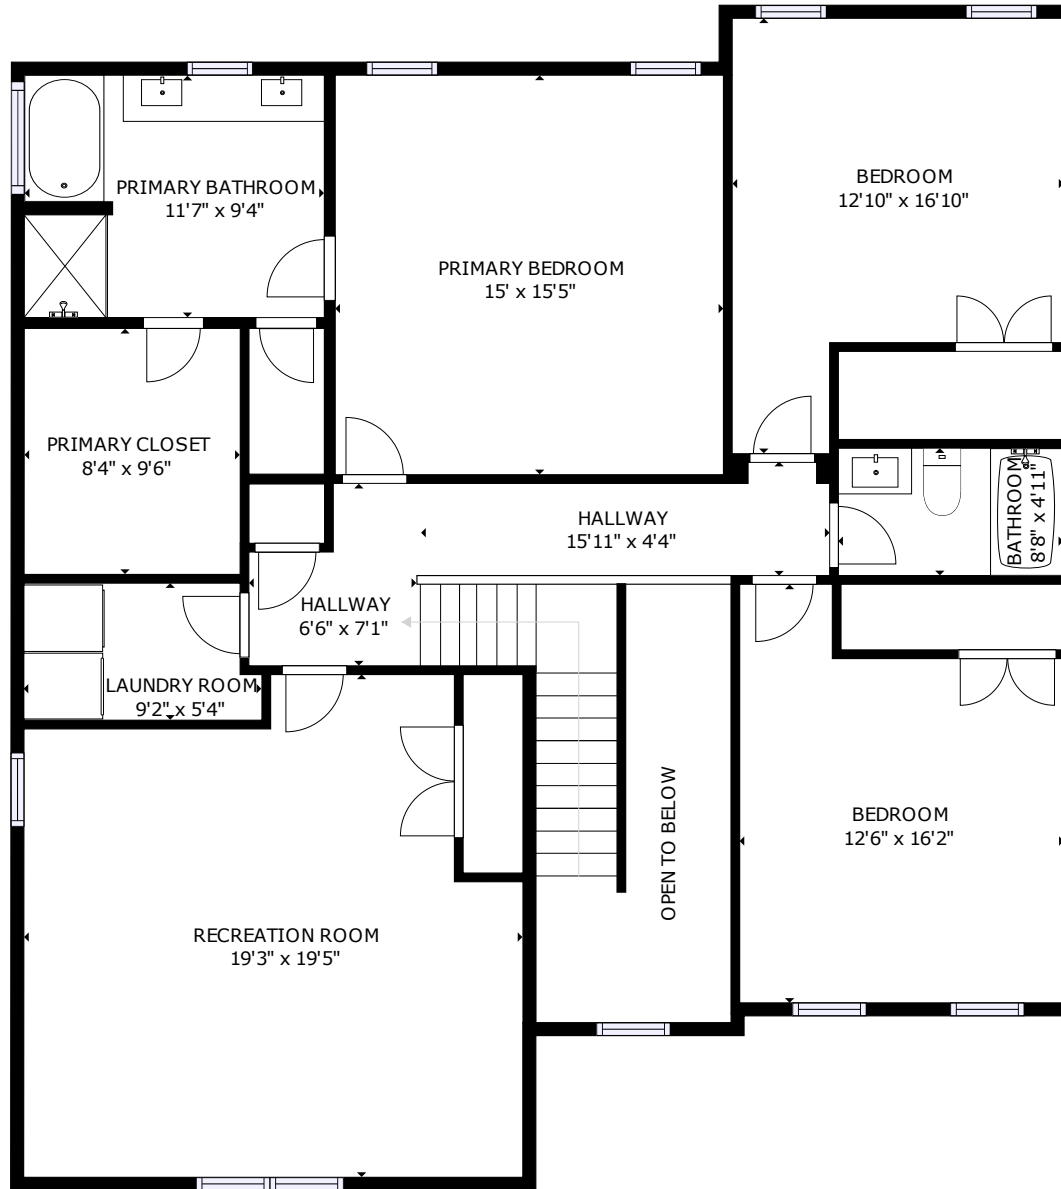 PRIMARY BATHROOM
11'7" x 9'4"
BEDROOM
12'10" x 16'10"
PRIMARY BEDROOM
15' x 15'5"
PRIMARY CLOSET
8'4" x 9'6"
HALLWAY
15'11" x 4'4"
BATHROOM
8'8" x 4'11"
HALLWAY
6'6" x 7'1"
LAUNDRY ROOM
9'2" x 5'4"
OPEN TO BELOW
BEDROOM
12'6" x 16'2"
RECREATION ROOM
19'3" x 19'5"